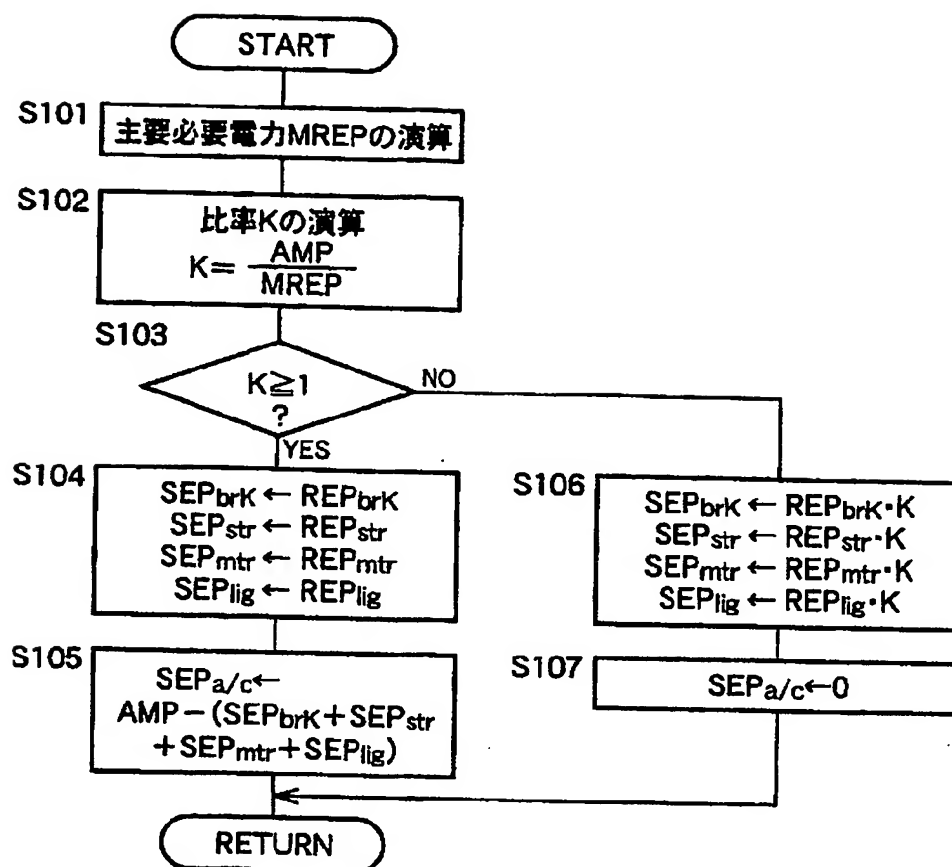 START
S101
主要必要電力MREPの演算
S102
比率Kの演算
K= AMP
MREP
S103
K≧1
?
NO
YES
S104
SEPbrK ← REPbrK
SEPstr ← REPstr
SEPmtr ← REPmtr
SEPlig ← REPlig
S106
SEPbrK ← REPbrK·K
SEPstr ← REPstr·K
SEPmtr ← REPmtr·K
SEPlig ← REPlig·K
S105
SEPa/c←
AMP-(SEPbrK+SEPstr
+SEPmtr+SEPlig)
S107
SEPa/c←0
RETURN